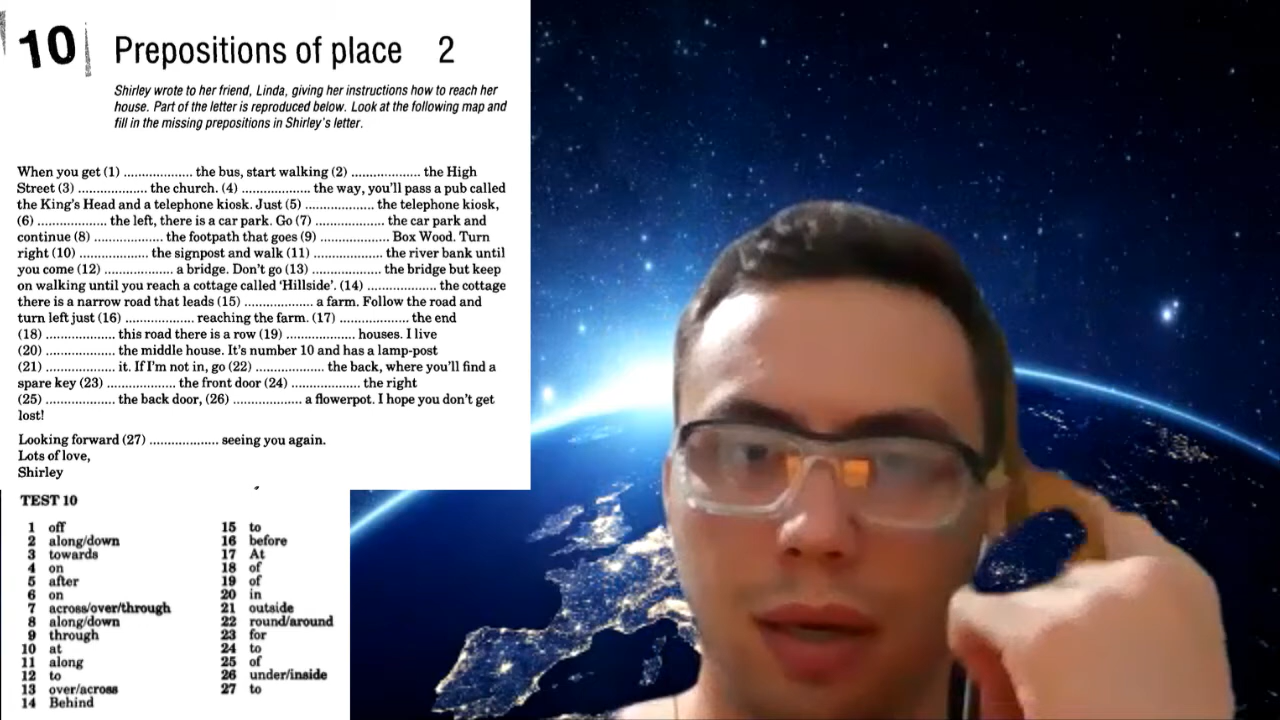 10 Prepositions of place 2
Shirley wrote to her friend, Linda, giving her instructions how to reach her
house. Part of the letter is reproduced below. Look at the following map and
fill in the missing prepositions in Shirley's letter.
When you get (1) .................... the bus, start walking (2) .................... the High
Street (3) .................... the church. (4) .................... the way, you'll pass a pub called
the King's Head and a telephone kiosk. Just (5) .................... the telephone kiosk,
(6) .................... the left, there is a car park. Go (7) .................... the car park and
continue (8) .................... the footpath that goes (9) .................... Box Wood. Turn
right (10) .................... the signpost and walk (11) .................... the river bank until
you come (12) .................... a bridge. Don't go (13) .................... the bridge but keep
on walking until you reach a cottage called 'Hillside'. (14) .................... the cottage
there is a narrow road that leads (15) .................... a farm. Follow the road and
turn left just (16) .................... reaching the farm. (17) .................... the end
(18) .................... this road there is a row (19) .................... houses. I live
(20) .................... the middle house. It's number 10 and has a lamp-post
(21) .................... it. If I'm not in, go (22) .................... the back, where you'll find a
spare key (23) .................... the front door (24) .................... the right
(25) .................... the back door, (26) .................... a flowerpot. I hope you don't get
lost!
Looking forward (27) .................... seeing you again.
Lots of love,
Shirley
TEST 10
1 off
2 along/down
3 towards
4 on
5 after
6 on
7 across/over/through
8 along/down
9 through
10 at
11 along
12 to
13 over/across
14 Behind
15 to
16 before
17 At
18 of
19 of
20 in
21 outside
22 round/around
23 for
24 to
25 of
26 under/inside
27 to